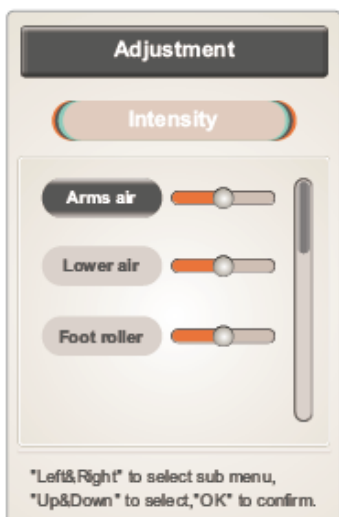 Adjustment
Intensity
Arms air
Lower air
Foot roller
"Left&Right" to select sub menu,
"Up&Down" to select,"OK" to confirm.